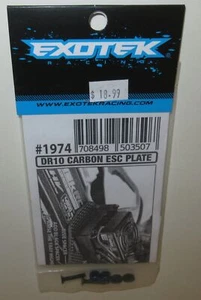 EXOTEK
RACING
WWW.EXOTEKRACING.COM
$ 10.99
#1974
708498
503507
DR10 CARBON ESC PLATE